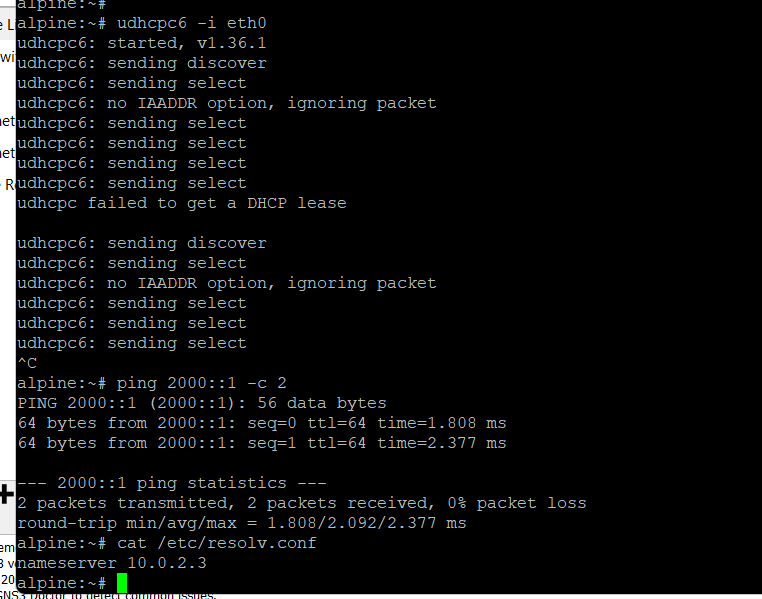 alpine:~#
alpine:~# udhcpc6 -i eth0
udhcpc6: started, v1.36.1
udhcpc6: sending discover
udhcpc6: sending select
udhcpc6: no IAADDR option, ignoring packet
udhcpc6: sending select
udhcpc6: sending select
udhcpc6: sending select
udhcpc6: sending select
udhcpc failed to get a DHCP lease
udhcpc6: sending discover
udhcpc6: sending select
udhcpc6: no IAADDR option, ignoring packet
udhcpc6: sending select
udhcpc6: sending select
udhcpc6: sending select
^C
alpine:~# ping 2000::1 -c 2
PING 2000::1 (2000::1): 56 data bytes
64 bytes from 2000::1: seq=0 ttl=64 time=1.808 ms
64 bytes from 2000::1: seq=1 ttl=64 time=2.377 ms
--- 2000::1 ping statistics ---
2 packets transmitted, 2 packets received, 0% packet loss
round-trip min/avg/max = 1.808/2.092/2.377 ms
alpine:~# cat /etc/resolv.conf
nameserver 10.0.2.3
alpine:~#
GNS3 Doctor to detect common issues.